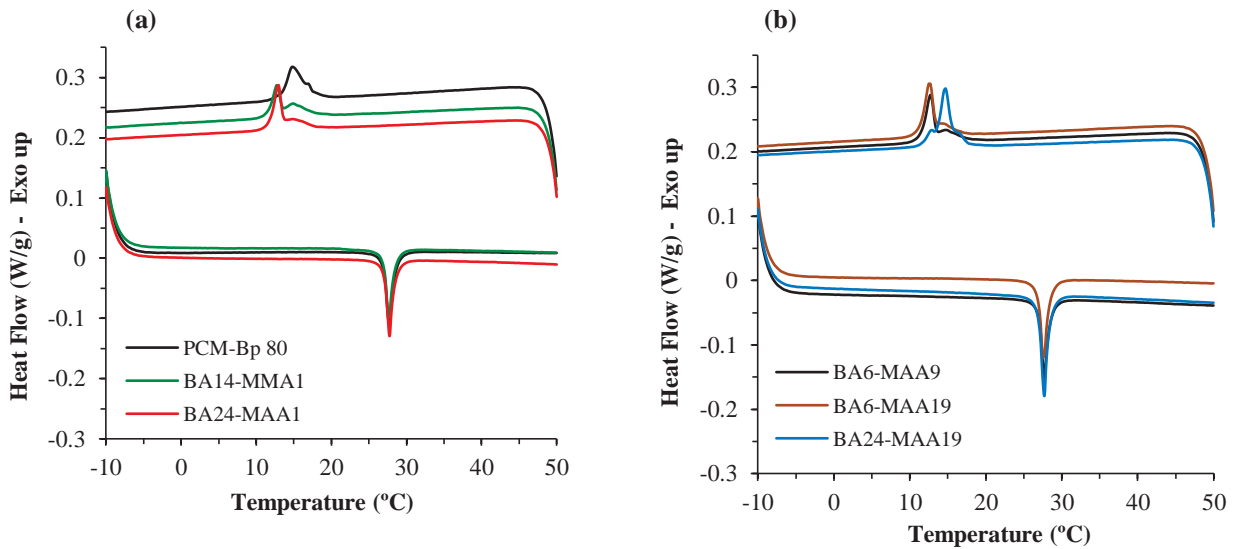 (a)
Heat Flow (W/g) - Exo up
0.3
0.2
0.1
0
-0.1
-0.2
-0.3
-10
0
10
20
30
40
50
Temperature (ºC)
PCM-Bp 80
BA14-MMA1
BA24-MAA1
(b)
Heat Flow (W/g) - Exo up
0.3
0.2
0.1
0
-0.1
-0.2
-0.3
-10
0
10
20
30
40
50
Temperature (ºC)
BA6-MAA9
BA6-MAA19
BA24-MAA19